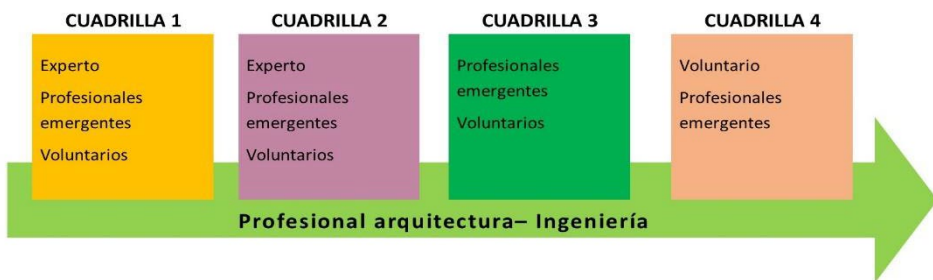 CUADRILLA 1
Experto
Profesionales
emergentes
Voluntarios
CUADRILLA 2
Experto
Profesionales
emergentes
Voluntarios
CUADRILLA 3
Profesionales
emergentes
Voluntarios
CUADRILLA 4
Voluntario
Profesionales
emergentes
Profesional arquitectura– Ingeniería